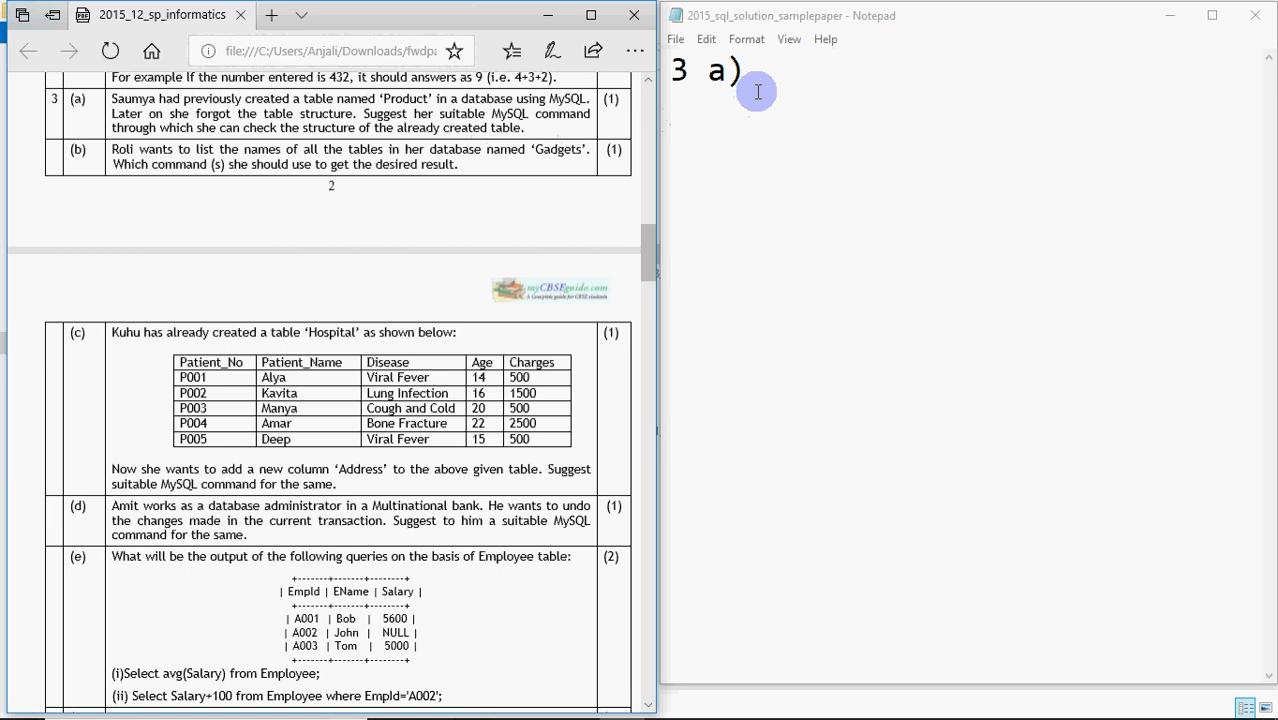 2015_12_sp_informatics
file:///C:/Users/Anjali/Downloads/fwdpa
For example If the number entered is 432, it should answers as 9 (i.e. 4+3+2).
3 (a) Saumya had previously created a table named ‘Product’ in a database using MySQL. (1)
Later on she forgot the table structure. Suggest her suitable MySQL command
through which she can check the structure of the already created table.
(b) Roli wants to list the names of all the tables in her database named ‘Gadgets’. (1)
Which command (s) she should use to get the desired result.
2
myCBSEguide.com
A Complete guide for CBSE students
(c) Kuhu has already created a table ‘Hospital’ as shown below: (1)
Patient_No Patient_Name Disease Age Charges
P001 Alya Viral Fever 14 500
P002 Kavita Lung Infection 16 1500
P003 Manya Cough and Cold 20 500
P004 Amar Bone Fracture 22 2500
P005 Deep Viral Fever 15 500
Now she wants to add a new column ‘Address’ to the above given table. Suggest
suitable MySQL command for the same.
(d) Amit works as a database administrator in a Multinational bank. He wants to undo (1)
the changes made in the current transaction. Suggest to him a suitable MySQL
command for the same.
(e) What will be the output of the following queries on the basis of Employee table: (2)
+-------+-------+--------+
| EmpId | EName | Salary |
+-------+-------+--------+
| A001 | Bob | 5600 |
| A002 | John | NULL |
| A003 | Tom | 5000 |
+-------+-------+--------+
(i)Select avg(Salary) from Employee;
(ii) Select Salary+100 from Employee where EmpId='A002';
2015_sql_solution_samplepaper - Notepad
File Edit Format View Help
3 a)